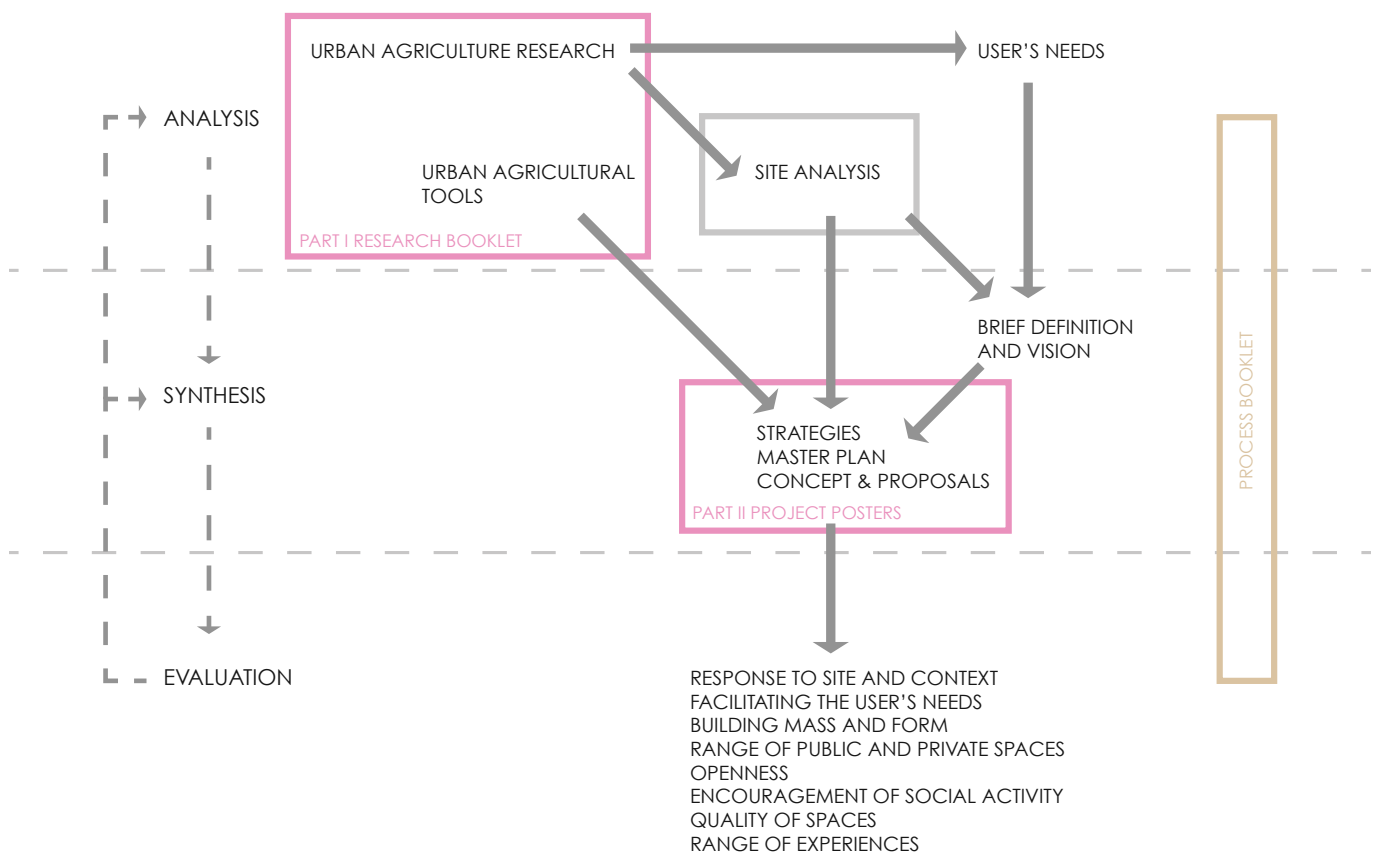 URBAN AGRICULTURE RESEARCH
USER'S NEEDS
ANALYSIS
URBAN AGRICULTURAL
TOOLS
SITE ANALYSIS
PART I RESEARCH BOOKLET
BRIEF DEFINITION
AND VISION
SYNTHESIS
STRATEGIES
MASTER PLAN
CONCEPT & PROPOSALS
PART II PROJECT POSTERS
PROCESS BOOKLET
EVALUATION
RESPONSE TO SITE AND CONTEXT
FACILITATING THE USER'S NEEDS
BUILDING MASS AND FORM
RANGE OF PUBLIC AND PRIVATE SPACES
OPENNESS
ENCOURAGEMENT OF SOCIAL ACTIVITY
QUALITY OF SPACES
RANGE OF EXPERIENCES